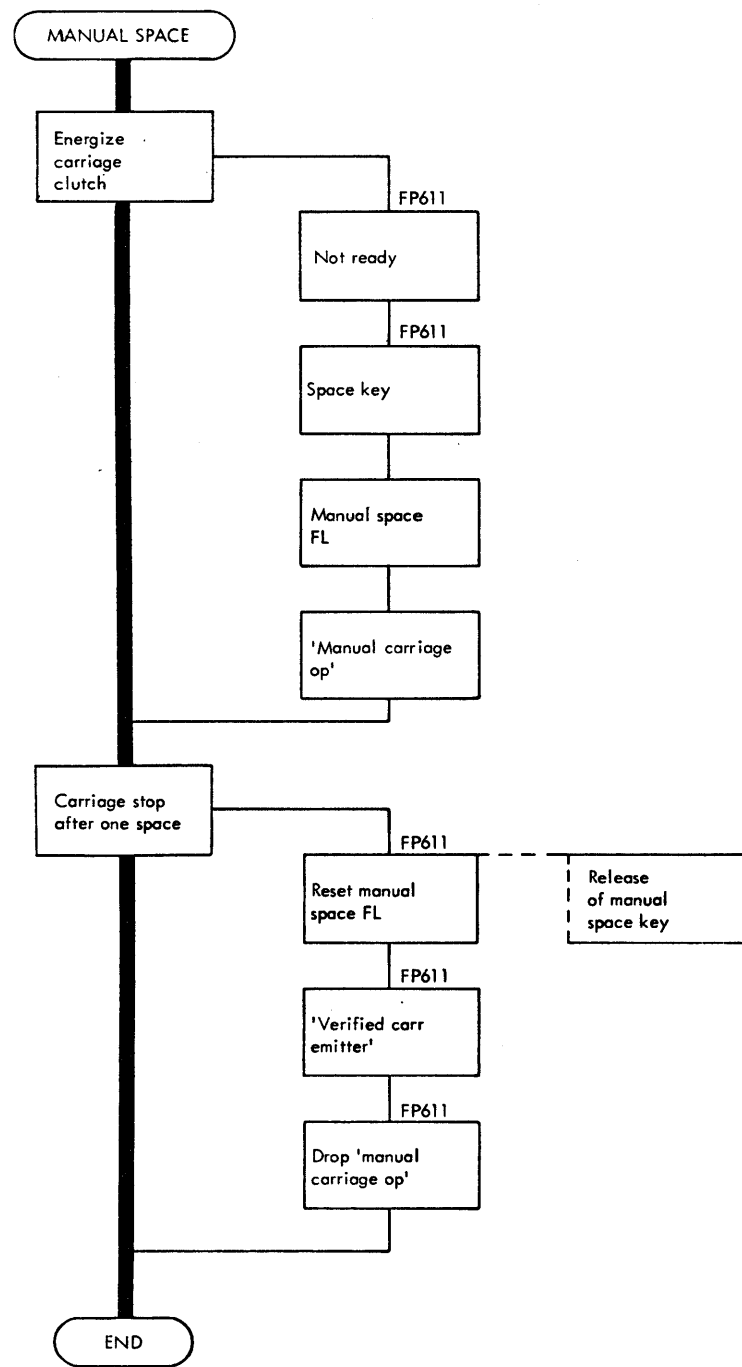 MANUAL SPACE
Energize
carriage
clutch
FP611
Not ready
FP611
Space key
Manual space
FL
'Manual carriage
op'
Carriage stop
after one space
FP611
Reset manual
space FL
Release
of manual
space key
FP611
'Verified carr
emitter'
FP611
Drop 'manual
carriage op'
END